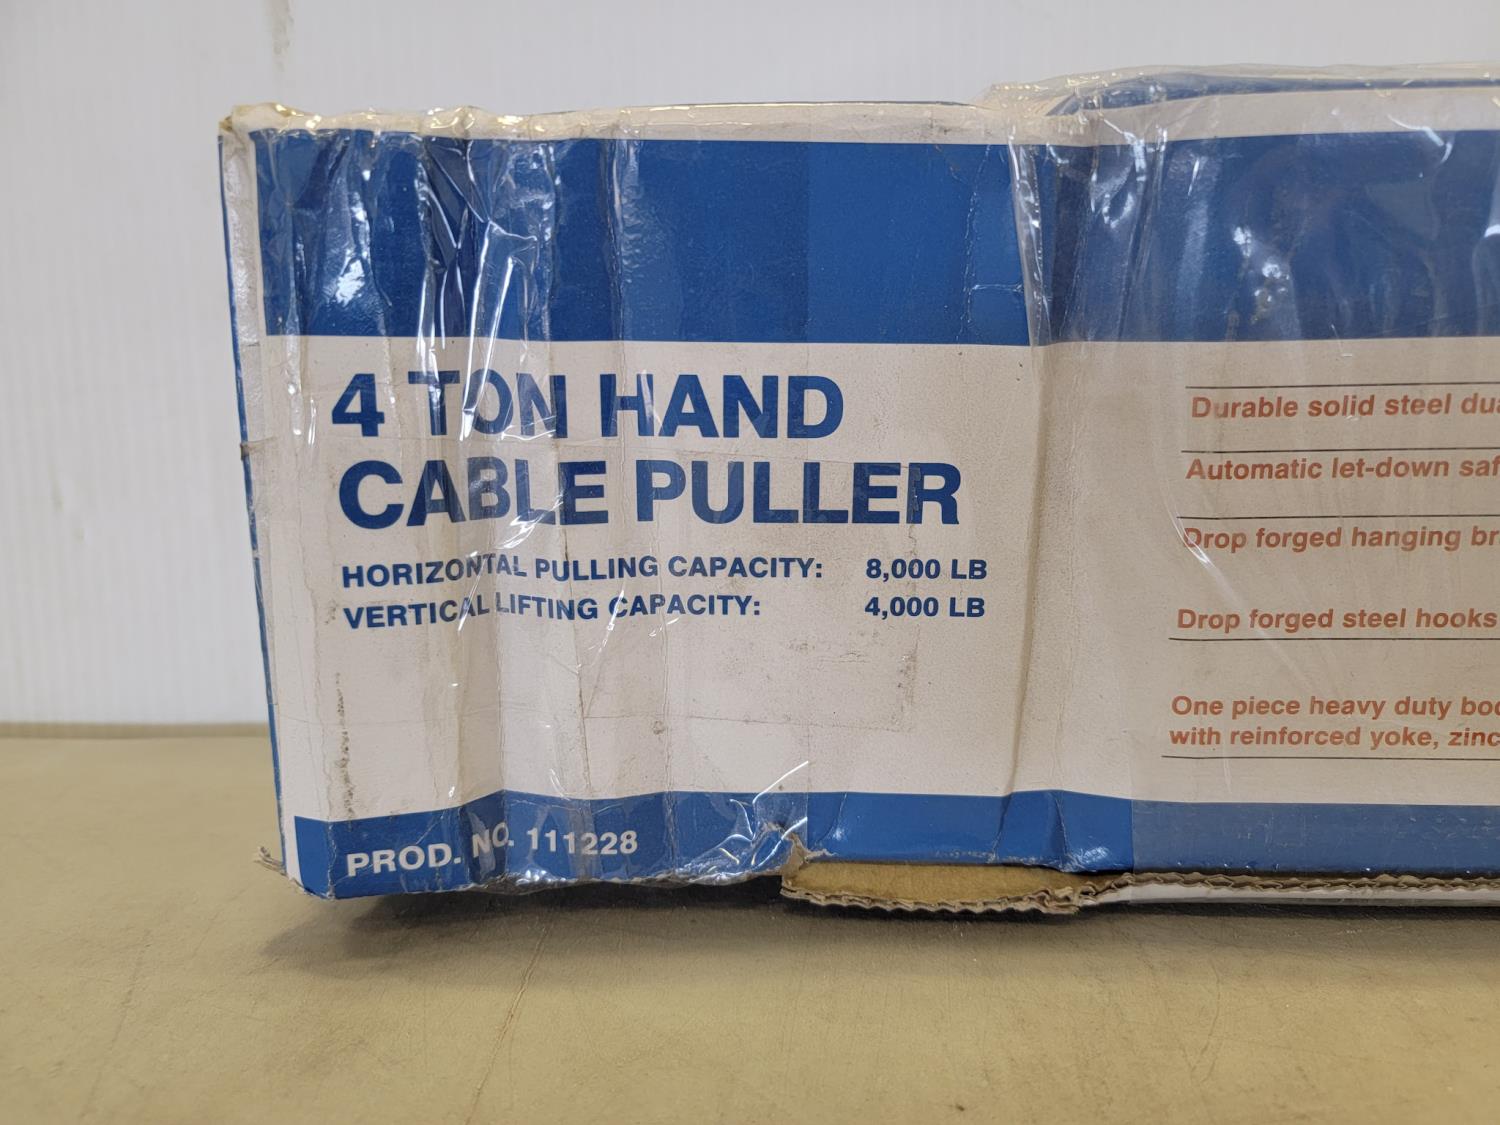 4 TON HAND
CABLE PULLER
HORIZONTAL PULLING CAPACITY: 8,000 LB
VERTICAL LIFTING CAPACITY: 4,000 LB
PROD. NO. 111228
Durable solid steel
Automatic let-down
Drop forged hanging
Drop forged steel hooks
One piece heavy duty
with reinforced yoke, zinc